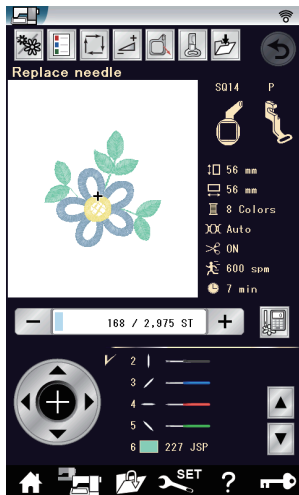 Replace needle
SQ14 P
56 mm
56 mm
8 Colors
Auto
ON
600 spm
7 min
− 168 / 2,975 ST +
2
3
4
5
6 227 JSP
SET
?